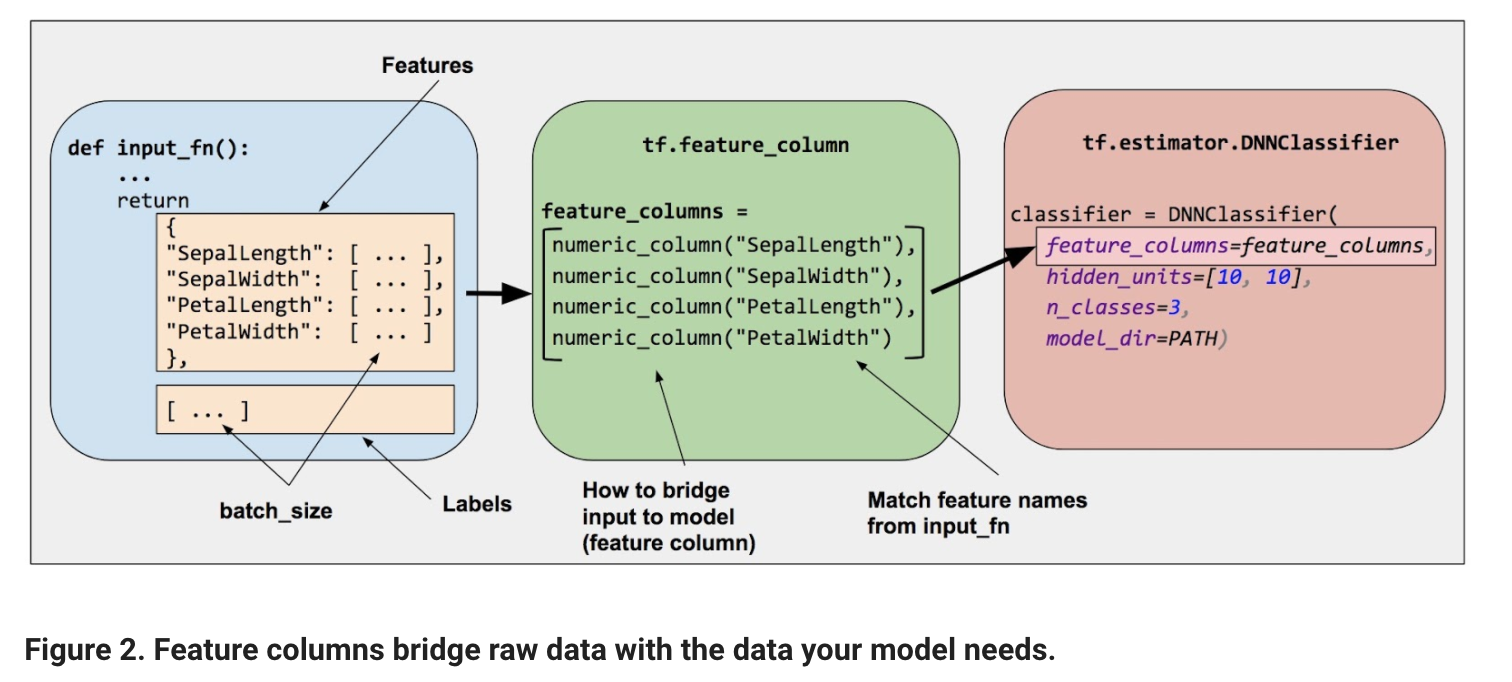 Features
def input_fn():
...
return
{
"SepalLength": [ ... ],
"SepalWidth": [ ... ],
"PetalLength": [ ... ],
"PetalWidth": [ ... ]
},
[ ... ]
batch_size
Labels
tf.feature_column
feature_columns =
numeric_column("SepalLength"),
numeric_column("SepalWidth"),
numeric_column("PetalLength"),
numeric_column("PetalWidth")
How to bridge
input to model
(feature column)
Match feature names
from input_fn
tf.estimator.DNNClassifier
classifier = DNNClassifier(
feature_columns=feature_columns,
hidden_units=[10, 10],
n_classes=3,
model_dir=PATH)
Figure 2. Feature columns bridge raw data with the data your model needs.